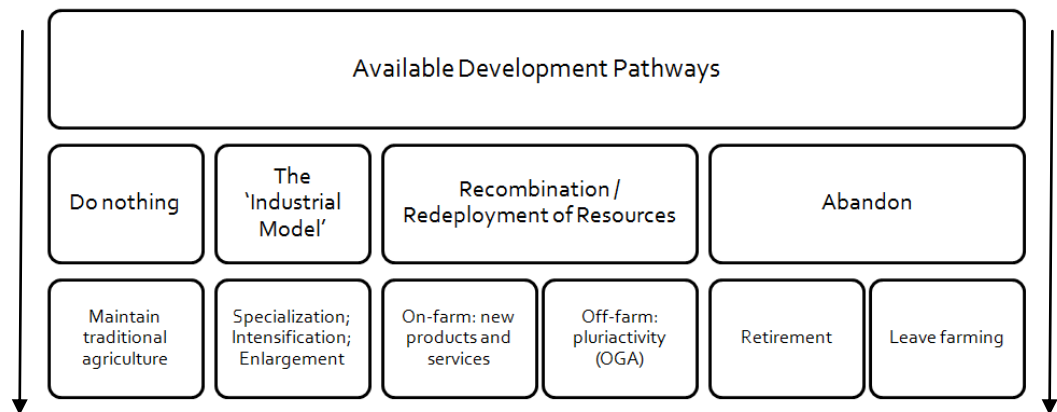 Available Development Pathways
Do nothing
The
‘Industrial
Model’
Recombination /
Redeployment of Resources
Abandon
Maintain
traditional
agriculture
Specialization;
Intensification;
Enlargement
On-farm: new
products and
services
Off-farm:
pluriactivity
(OGA)
Retirement
Leave farming